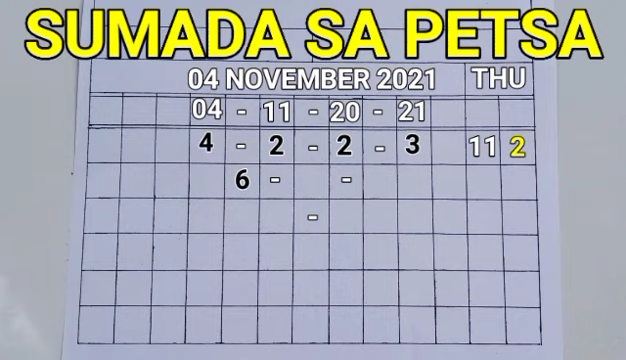 SUMADA SA PETSA
04 NOVEMBER 2021 THU
04 - 11 - 20 - 21
4 - 2 - 2 - 3 11 2
6 - -
-